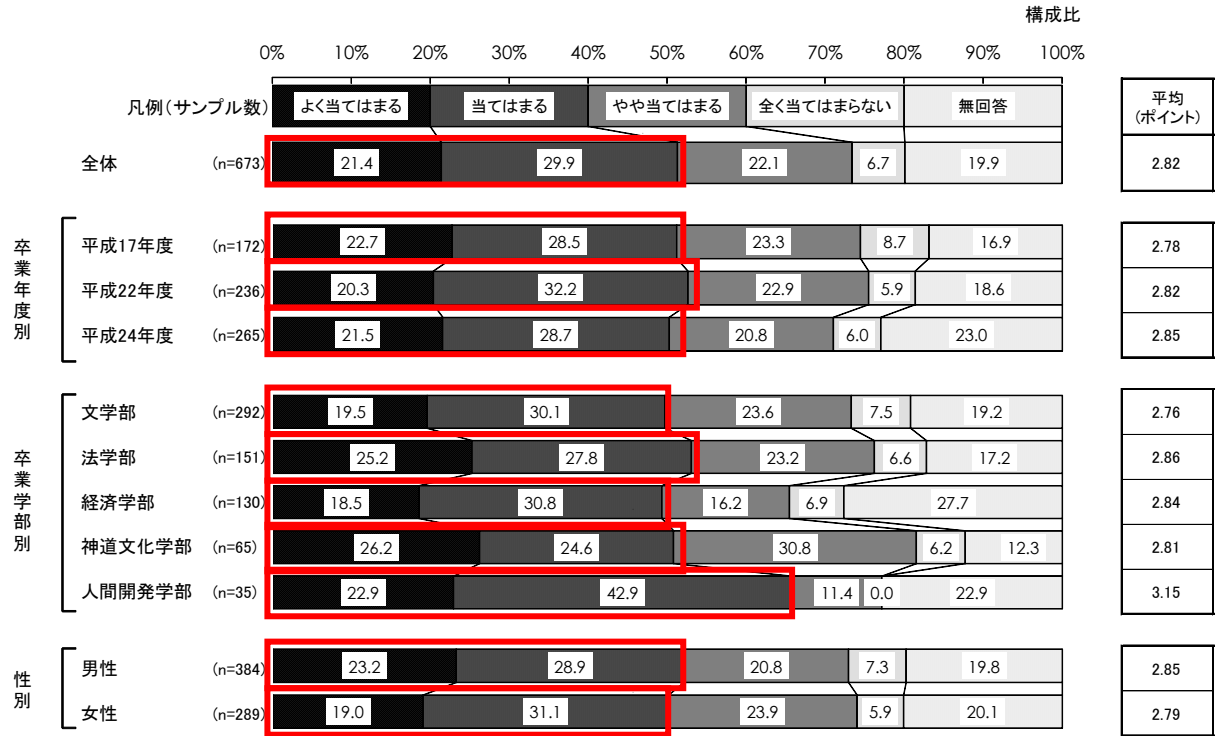 構成比
0% 10% 20% 30% 40% 50% 60% 70% 80% 90% 100%
凡例(サンプル数) よく当てはまる 当てはまる やや当てはまる 全く当てはまらない 無回答
平均
(ポイント)
全体 (n=673) 21.4 29.9 22.1 6.7 19.9 2.82
卒業年度別
平成17年度 (n=172) 22.7 28.5 23.3 8.7 16.9 2.78
平成22年度 (n=236) 20.3 32.2 22.9 5.9 18.6 2.82
平成24年度 (n=265) 21.5 28.7 20.8 6.0 23.0 2.85
卒業学部別
文学部 (n=292) 19.5 30.1 23.6 7.5 19.2 2.76
法学部 (n=151) 25.2 27.8 23.2 6.6 17.2 2.86
経済学部 (n=130) 18.5 30.8 16.2 6.9 27.7 2.84
神道文化学部 (n=65) 26.2 24.6 30.8 6.2 12.3 2.81
人間開発学部 (n=35) 22.9 42.9 11.4 0.0 22.9 3.15
性別
男性 (n=384) 23.2 28.9 20.8 7.3 19.8 2.85
女性 (n=289) 19.0 31.1 23.9 5.9 20.1 2.79